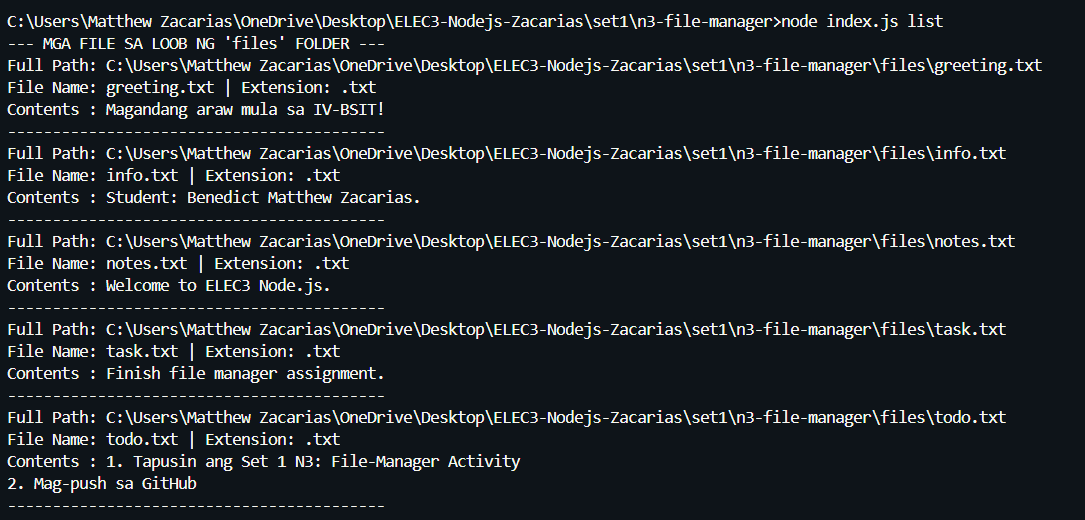 C:\Users\Matthew Zacarias\OneDrive\Desktop\ELEC3-Nodejs-Zacarias\set1\n3-file-manager>node index.js list
--- MGA FILE SA LOOB NG 'files' FOLDER ---
Full Path: C:\Users\Matthew Zacarias\OneDrive\Desktop\ELEC3-Nodejs-Zacarias\set1\n3-file-manager\files\greeting.txt
File Name: greeting.txt | Extension: .txt
Contents : Magandang araw mula sa IV-BSIT!
------------------------------------------
Full Path: C:\Users\Matthew Zacarias\OneDrive\Desktop\ELEC3-Nodejs-Zacarias\set1\n3-file-manager\files\info.txt
File Name: info.txt | Extension: .txt
Contents : Student: Benedict Matthew Zacarias.
------------------------------------------
Full Path: C:\Users\Matthew Zacarias\OneDrive\Desktop\ELEC3-Nodejs-Zacarias\set1\n3-file-manager\files\notes.txt
File Name: notes.txt | Extension: .txt
Contents : Welcome to ELEC3 Node.js.
------------------------------------------
Full Path: C:\Users\Matthew Zacarias\OneDrive\Desktop\ELEC3-Nodejs-Zacarias\set1\n3-file-manager\files\task.txt
File Name: task.txt | Extension: .txt
Contents : Finish file manager assignment.
------------------------------------------
Full Path: C:\Users\Matthew Zacarias\OneDrive\Desktop\ELEC3-Nodejs-Zacarias\set1\n3-file-manager\files\todo.txt
File Name: todo.txt | Extension: .txt
Contents : 1. Tapusin ang Set 1 N3: File-Manager Activity
2. Mag-push sa GitHub
------------------------------------------